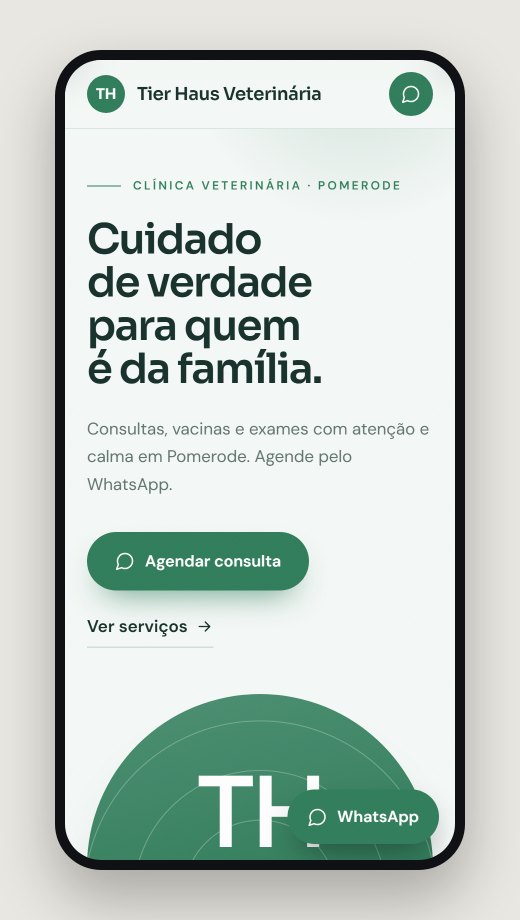 TH Tier Haus Veterinária
CLÍNICA VETERINÁRIA · POMERODE
Cuidado
de verdade
para quem
é da família.
Consultas, vacinas e exames com atenção e
calma em Pomerode. Agende pelo
WhatsApp.
Agendar consulta
Ver serviços →
TH
WhatsApp